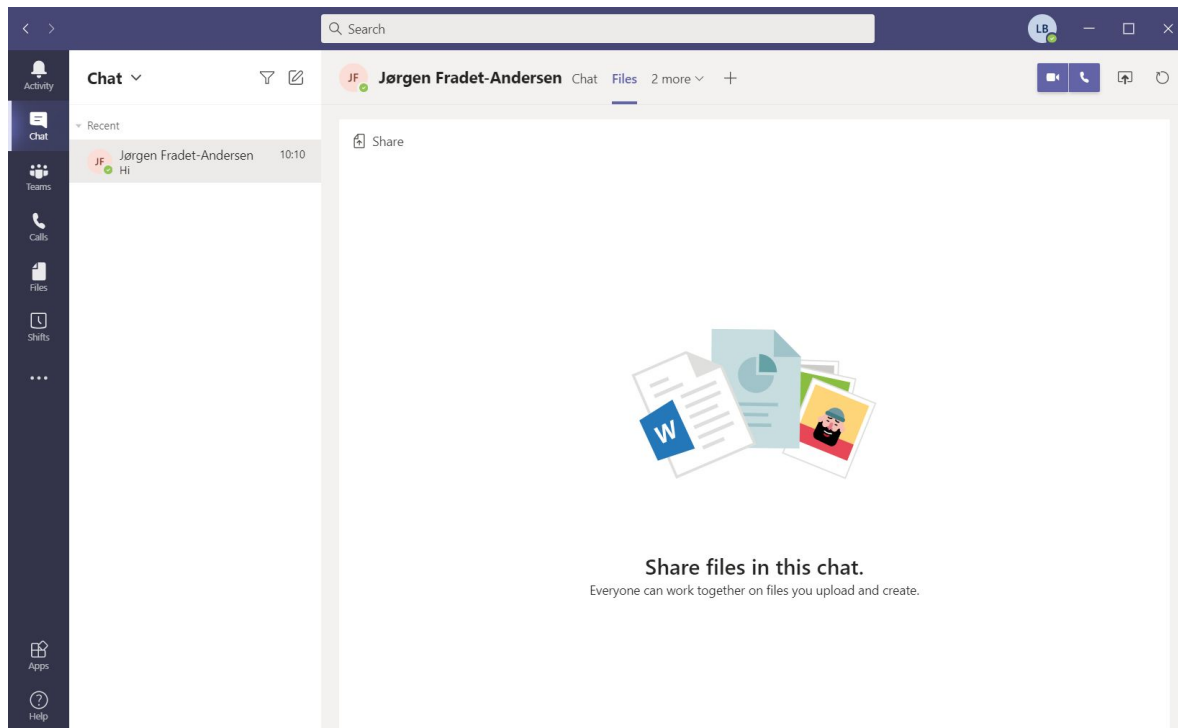 Search
LB
Activity
Chat
Teams
Calls
Files
Shifts
Apps
Help
Chat
Recent
JF Jørgen Fradet-Andersen 10:10
Hi
JF Jørgen Fradet-Andersen Chat Files 2 more
Share
W
Share files in this chat.
Everyone can work together on files you upload and create.